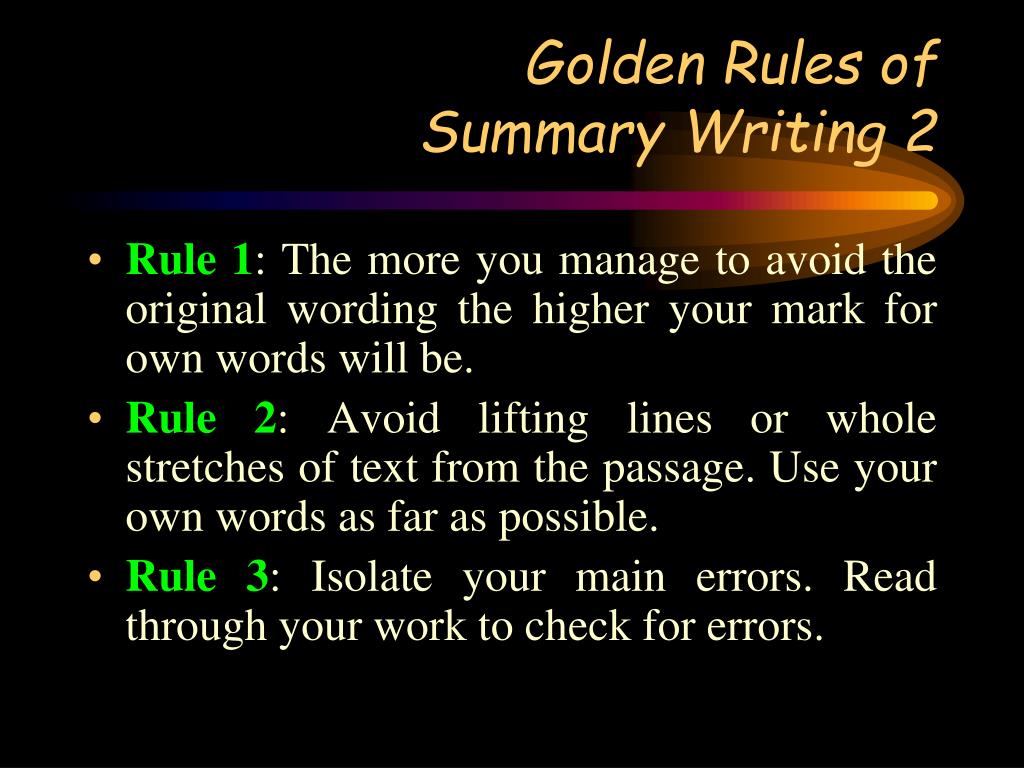 Golden Rules of
Summary Writing 2
• Rule 1: The more you manage to avoid the
original wording the higher your mark for
own words will be.
• Rule 2: Avoid lifting lines or whole
stretches of text from the passage. Use your
own words as far as possible.
• Rule 3: Isolate your main errors. Read
through your work to check for errors.